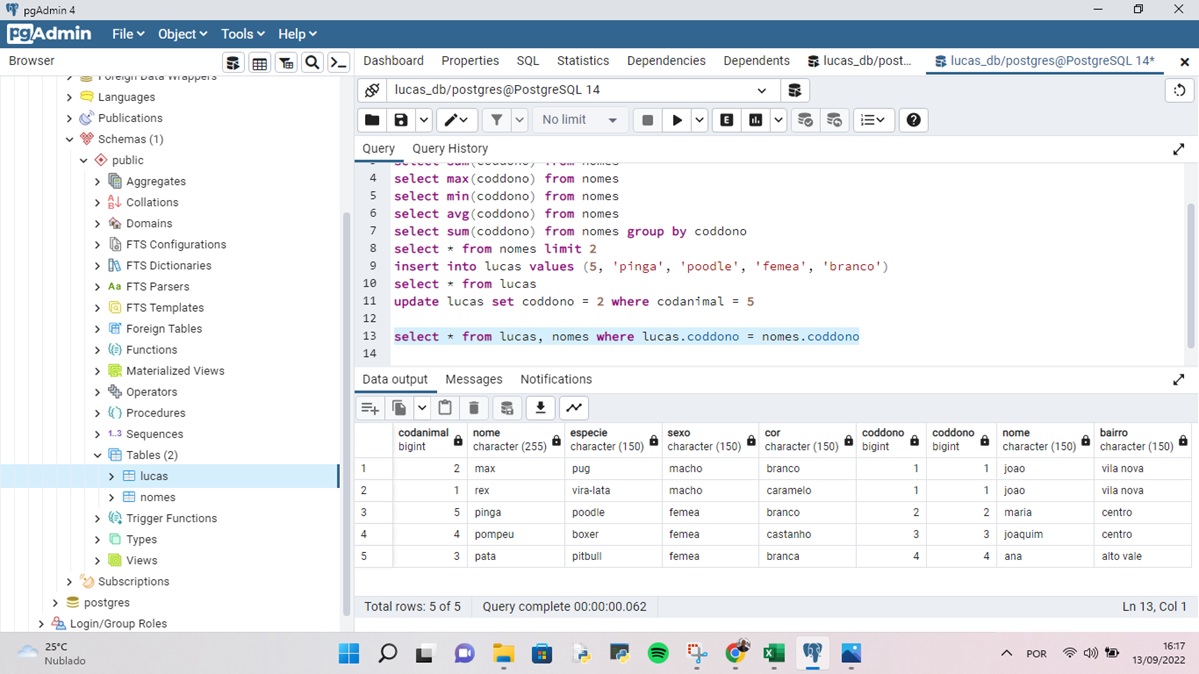 pgAdmin 4
pgAdmin File Object Tools Help
Browser
Dashboard Properties SQL Statistics Dependencies Dependents lucas_db/post... lucas_db/postgres@PostgreSQL 14*
Foreign Data Wrappers
Languages
Publications
Schemas (1)
public
Aggregates
Collations
Domains
FTS Configurations
FTS Dictionaries
Aa FTS Parsers
FTS Templates
Foreign Tables
Functions
Materialized Views
Operators
Procedures
1..3 Sequences
Tables (2)
lucas
nomes
Trigger Functions
Types
Views
Subscriptions
postgres
Login/Group Roles
lucas_db/postgres@PostgreSQL 14
No limit
Query Query History
3 select sum(coddono) from nomes
4 select max(coddono) from nomes
5 select min(coddono) from nomes
6 select avg(coddono) from nomes
7 select sum(coddono) from nomes group by coddono
8 select * from nomes limit 2
9 insert into lucas values (5, 'pinga', 'poodle', 'femea', 'branco')
10 select * from lucas
11 update lucas set coddono = 2 where codanimal = 5
12
13 select * from lucas, nomes where lucas.coddono = nomes.coddono
14
Data output Messages Notifications
codanimal nome especie sexo cor coddono coddono nome bairro
bigint character (255) character (150) character (150) character (150) bigint bigint character (150) character (150)
1 2 max pug macho branco 1 1 joao vila nova
2 1 rex vira-lata macho caramelo 1 1 joao vila nova
3 5 pinga poodle femea branco 2 2 maria centro
4 4 pompeu boxer femea castanho 3 3 joaquim centro
5 3 pata pitbull femea branca 4 4 ana alto vale
Total rows: 5 of 5 Query complete 00:00:00.062 Ln 13, Col 1
25°C
Nublado
POR
16:17
13/09/2022